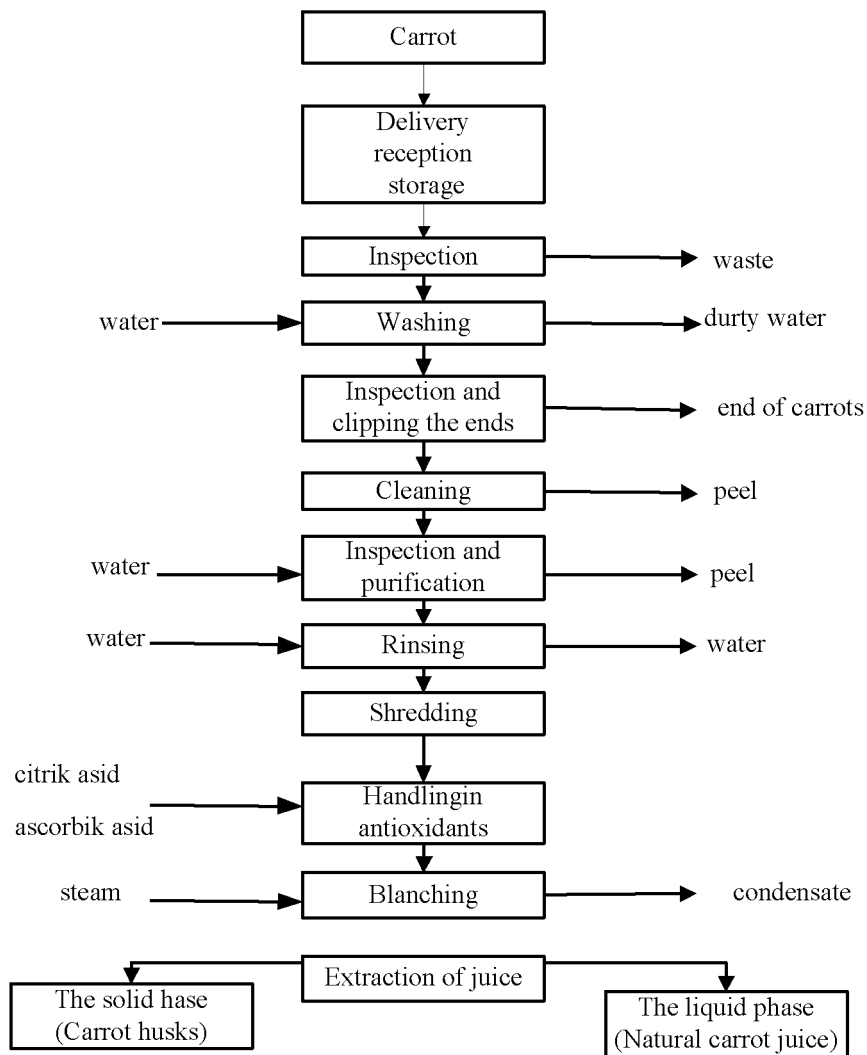 Carrot
Delivery
reception
storage
Inspection
waste
water
Washing
durty water
Inspection and
clipping the ends
end of carrots
Cleaning
peel
water
Inspection and
purification
peel
water
Rinsing
water
Shredding
citrik asid
ascorbik asid
Handlingin
antioxidants
steam
Blanching
condensate
Extraction of juice
The solid hase
(Carrot husks)
The liquid phase
(Natural carrot juice)